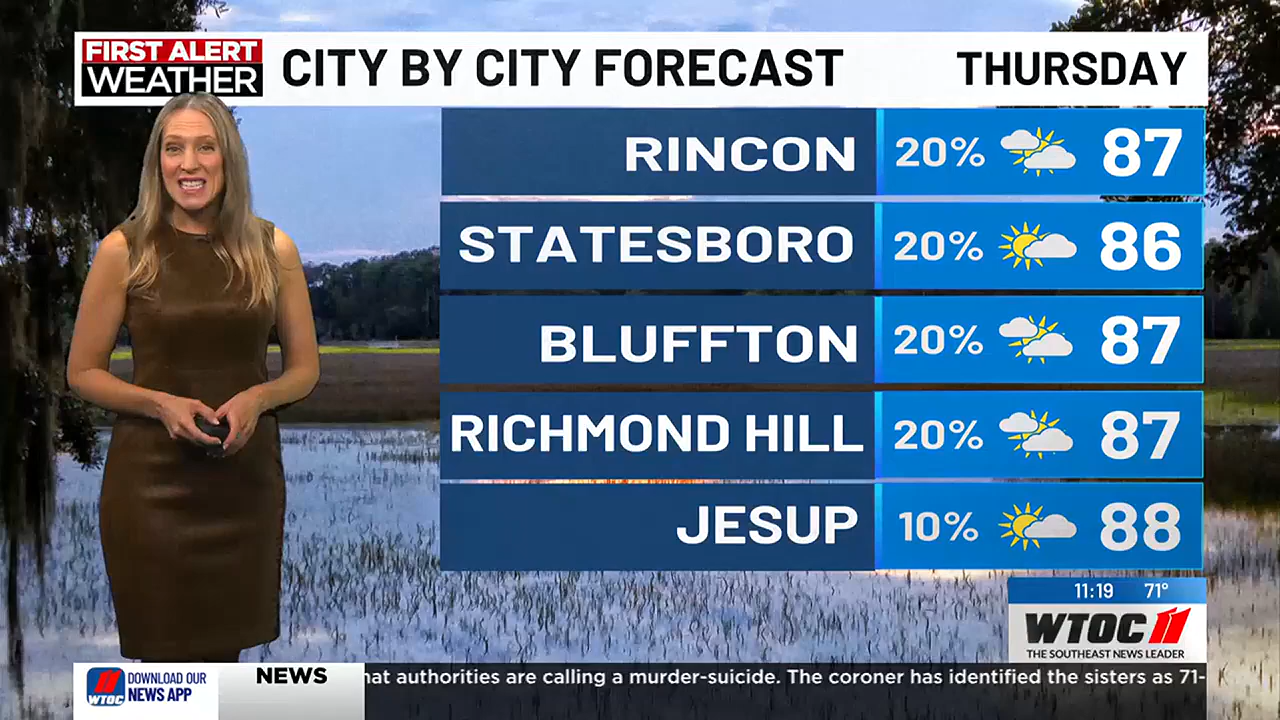 FIRST ALERT
WEATHER
CITY BY CITY FORECAST
THURSDAY
RINCON 20% 87
STATESBORO 20% 86
BLUFFTON 20% 87
RICHMOND HILL 20% 87
JESUP 10% 88
11:19 71°
WTOC 11
THE SOUTHEAST NEWS LEADER
11
WTOC
DOWNLOAD OUR
NEWS APP
NEWS
hat authorities are calling a murder-suicide. The coroner has identified the sisters as 71-